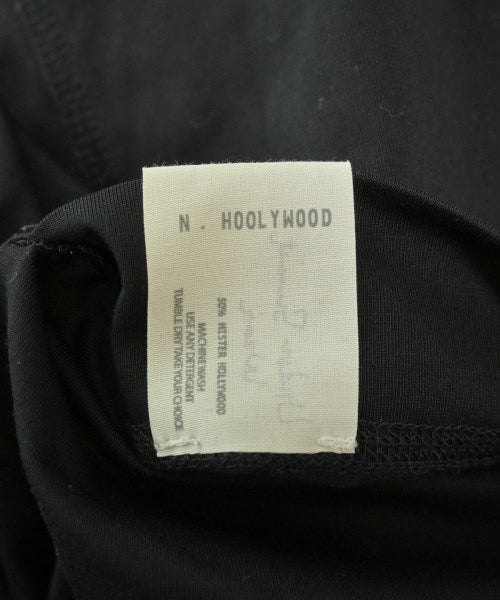 N. HOOLYWOOD
50% MISTER HOLLYWOOD
MACHINE WASH
USE ANY DETERGENT
TUMBLE DRY TAKE YOUR CHOICE